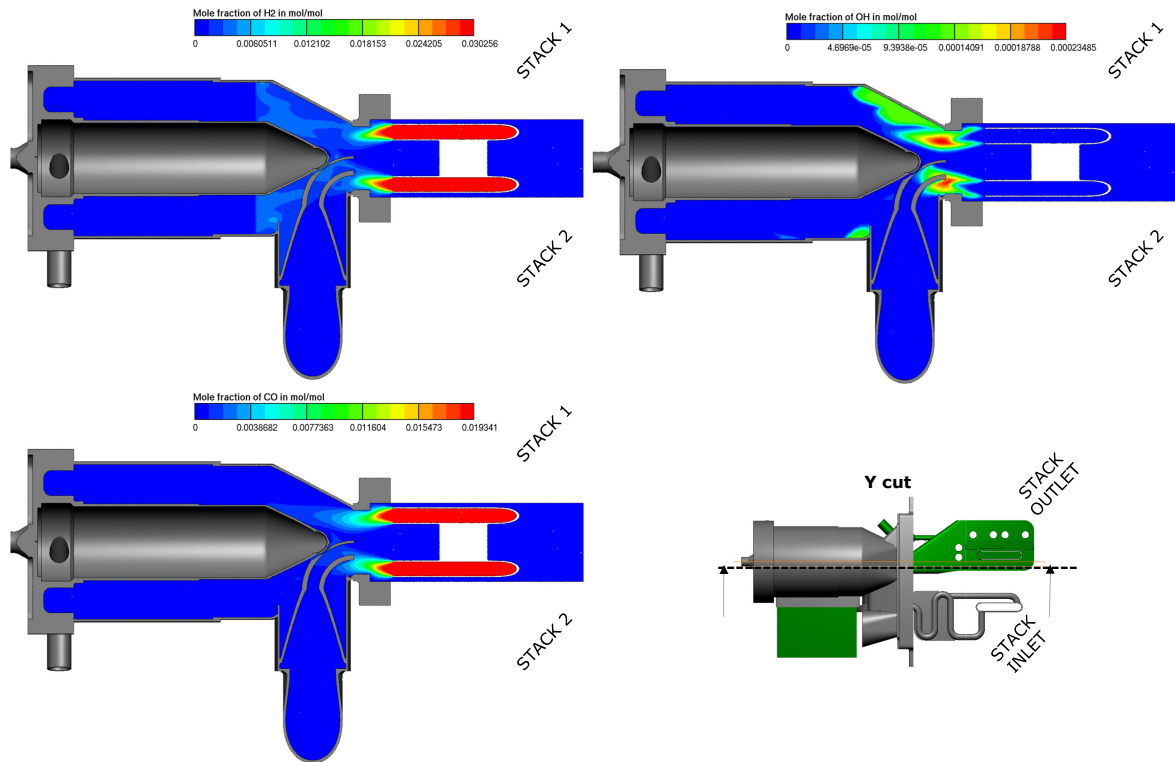 Mole fraction of H2 in mol/mol
0 0.0060511 0.012102 0.018153 0.024205 0.030256
STACK 1
STACK 2
Mole fraction of OH in mol/mol
0 4.6969e-05 9.3938e-05 0.00014091 0.00018788 0.00023485
STACK 1
STACK 2
Mole fraction of CO in mol/mol
0 0.0038682 0.0077363 0.011604 0.015473 0.019341
STACK 1
STACK 2
Y cut
STACK
OUTLET
STACK
INLET